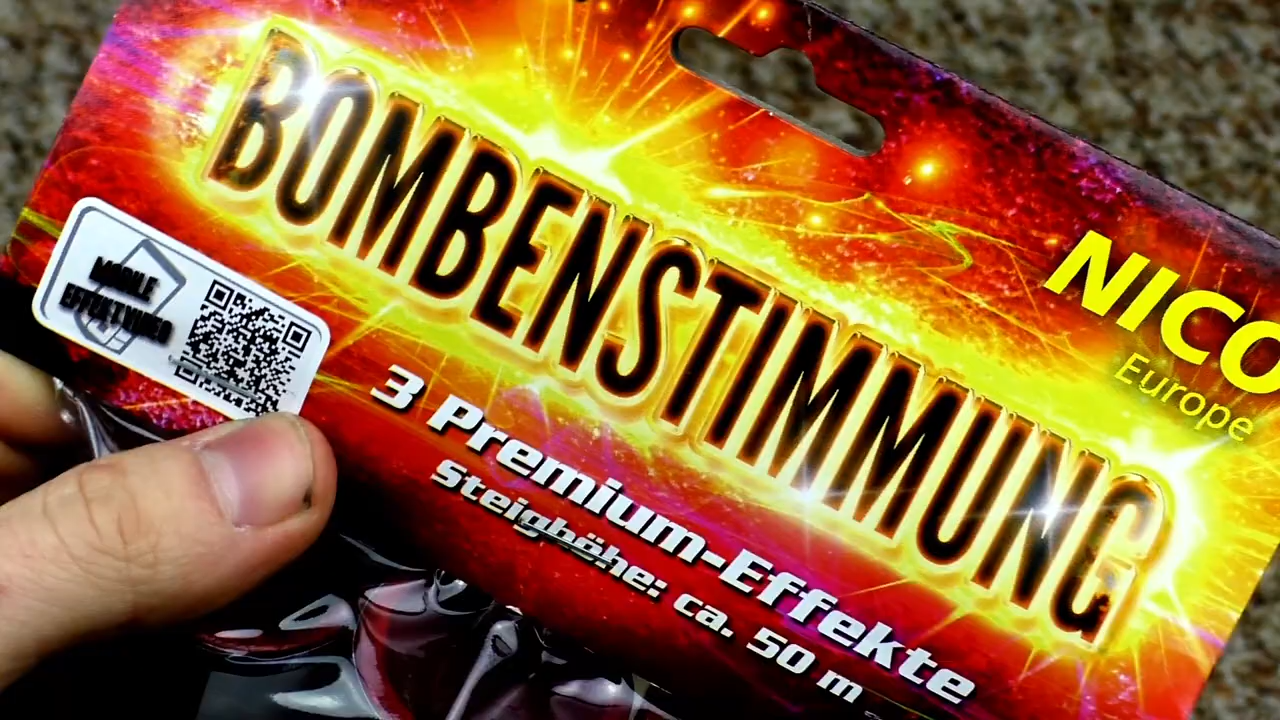 BOMBENSTIMMUNG
NICO
Europe
MOBILE
EFFEKTVIDEO
3 Premium-Effekte
Steighöhe: ca. 50 m